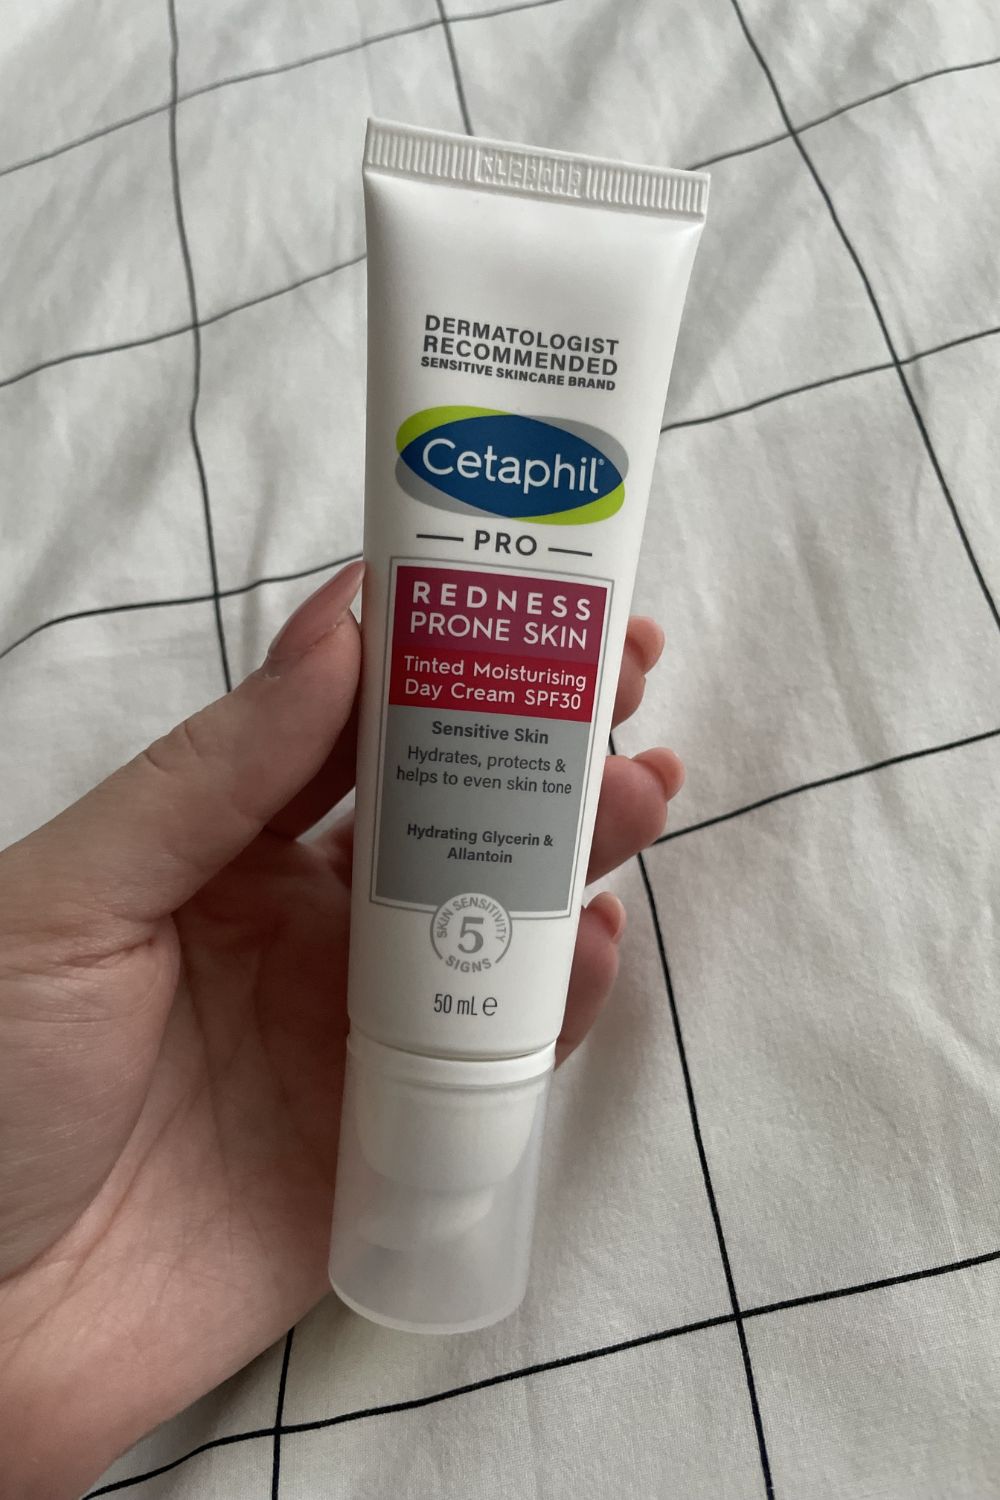 DERMATOLOGIST
RECOMMENDED
SENSITIVE SKINCARE BRAND
Cetaphil®
PRO
REDNESS
PRONE SKIN
Tinted Moisturising
Day Cream SPF30
Sensitive Skin
Hydrates, protects &
helps to even skin tone
Hydrating Glycerin &
Allantoin
SKIN SENSITIVITY
5
SIGNS
50 mL ℮